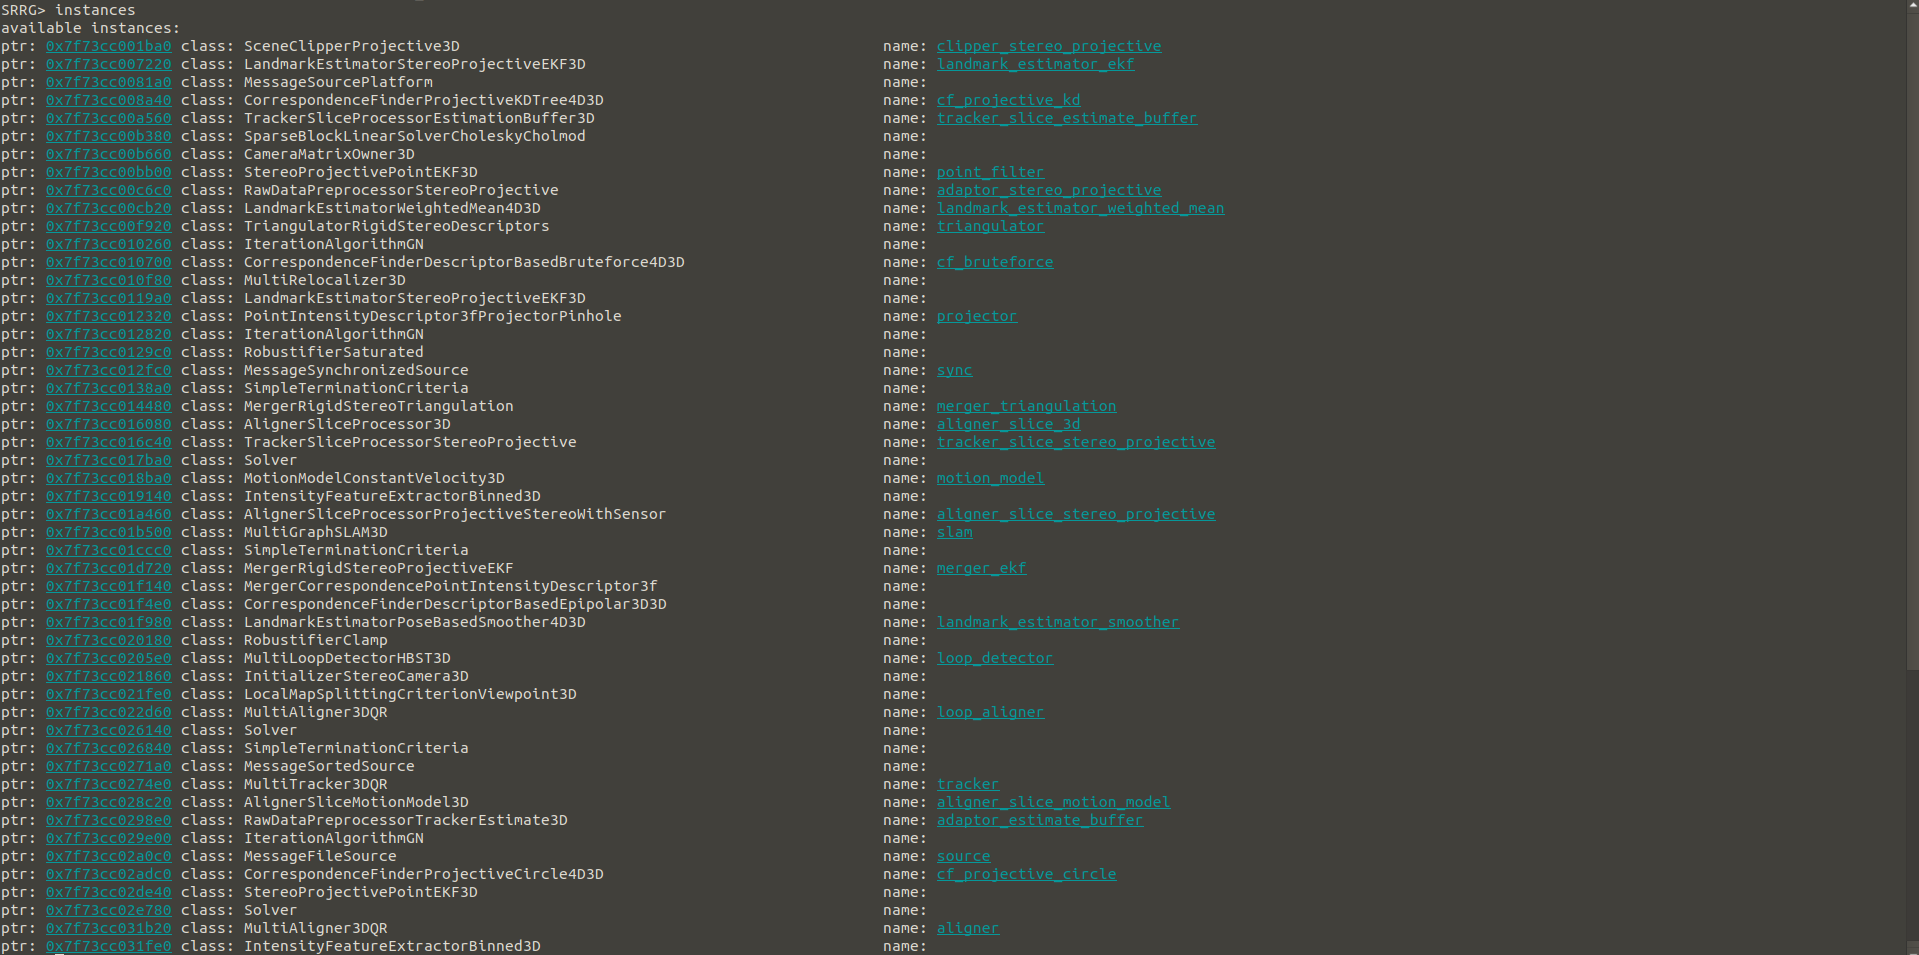 SRRG> instances
available instances:
ptr: 0x7f73cc001ba0 class: SceneClipperProjective3D name: clipper_stereo_projective
ptr: 0x7f73cc007220 class: LandmarkEstimatorStereoProjectiveEKF3D name: landmark_estimator_ekf
ptr: 0x7f73cc0081a0 class: MessageSourcePlatform name:
ptr: 0x7f73cc008a40 class: CorrespondenceFinderProjectiveKDTree4D3D name: cf_projective_kd
ptr: 0x7f73cc00a560 class: TrackerSliceProcessorEstimationBuffer3D name: tracker_slice_estimate_buffer
ptr: 0x7f73cc00b380 class: SparseBlockLinearSolverCholeskyCholmod name:
ptr: 0x7f73cc00b660 class: CameraMatrixOwner3D name:
ptr: 0x7f73cc00bb00 class: StereoProjectivePointEKF3D name: point_filter
ptr: 0x7f73cc00c6c0 class: RawDataPreprocessorStereoProjective name: adaptor_stereo_projective
ptr: 0x7f73cc00cb20 class: LandmarkEstimatorWeightedMean4D3D name: landmark_estimator_weighted_mean
ptr: 0x7f73cc00f920 class: TriangulatorRigidStereoDescriptors name: triangulator
ptr: 0x7f73cc010260 class: IterationAlgorithmGN name:
ptr: 0x7f73cc010700 class: CorrespondenceFinderDescriptorBasedBruteforce4D3D name: cf_bruteforce
ptr: 0x7f73cc010f80 class: MultiRelocalizer3D name:
ptr: 0x7f73cc0119a0 class: LandmarkEstimatorStereoProjectiveEKF3D name:
ptr: 0x7f73cc012320 class: PointIntensityDescriptor3fProjectorPinhole name: projector
ptr: 0x7f73cc012820 class: IterationAlgorithmGN name:
ptr: 0x7f73cc0129c0 class: RobustifierSaturated name:
ptr: 0x7f73cc012fc0 class: MessageSynchronizedSource name: sync
ptr: 0x7f73cc0138a0 class: SimpleTerminationCriteria name:
ptr: 0x7f73cc014480 class: MergerRigidStereoTriangulation name: merger_triangulation
ptr: 0x7f73cc016080 class: AlignerSliceProcessor3D name: aligner_slice_3d
ptr: 0x7f73cc016c40 class: TrackerSliceProcessorStereoProjective name: tracker_slice_stereo_projective
ptr: 0x7f73cc017ba0 class: Solver name:
ptr: 0x7f73cc018ba0 class: MotionModelConstantVelocity3D name: motion_model
ptr: 0x7f73cc019140 class: IntensityFeatureExtractorBinned3D name:
ptr: 0x7f73cc01a460 class: AlignerSliceProcessorProjectiveStereoWithSensor name: aligner_slice_stereo_projective
ptr: 0x7f73cc01b500 class: MultiGraphSLAM3D name: slam
ptr: 0x7f73cc01ccc0 class: SimpleTerminationCriteria name:
ptr: 0x7f73cc01d720 class: MergerRigidStereoProjectiveEKF name: merger_ekf
ptr: 0x7f73cc01f140 class: MergerCorrespondencePointIntensityDescriptor3f name:
ptr: 0x7f73cc01f4e0 class: CorrespondenceFinderDescriptorBasedEpipolar3D3D name:
ptr: 0x7f73cc01f980 class: LandmarkEstimatorPoseBasedSmoother4D3D name: landmark_estimator_smoother
ptr: 0x7f73cc020180 class: RobustifierClamp name:
ptr: 0x7f73cc0205e0 class: MultiLoopDetectorHBST3D name: loop_detector
ptr: 0x7f73cc021860 class: InitializerStereoCamera3D name:
ptr: 0x7f73cc021fe0 class: LocalMapSplittingCriterionViewpoint3D name:
ptr: 0x7f73cc022d60 class: MultiAligner3DQR name: loop_aligner
ptr: 0x7f73cc026140 class: Solver name:
ptr: 0x7f73cc026840 class: SimpleTerminationCriteria name:
ptr: 0x7f73cc0271a0 class: MessageSortedSource name:
ptr: 0x7f73cc0274e0 class: MultiTracker3DQR name: tracker
ptr: 0x7f73cc028c20 class: AlignerSliceMotionModel3D name: aligner_slice_motion_model
ptr: 0x7f73cc0298e0 class: RawDataPreprocessorTrackerEstimate3D name: adaptor_estimate_buffer
ptr: 0x7f73cc029e00 class: IterationAlgorithmGN name:
ptr: 0x7f73cc02a0c0 class: MessageFileSource name: source
ptr: 0x7f73cc02adc0 class: CorrespondenceFinderProjectiveCircle4D3D name: cf_projective_circle
ptr: 0x7f73cc02de40 class: StereoProjectivePointEKF3D name:
ptr: 0x7f73cc02e780 class: Solver name:
ptr: 0x7f73cc031b20 class: MultiAligner3DQR name: aligner
ptr: 0x7f73cc031fe0 class: IntensityFeatureExtractorBinned3D name: